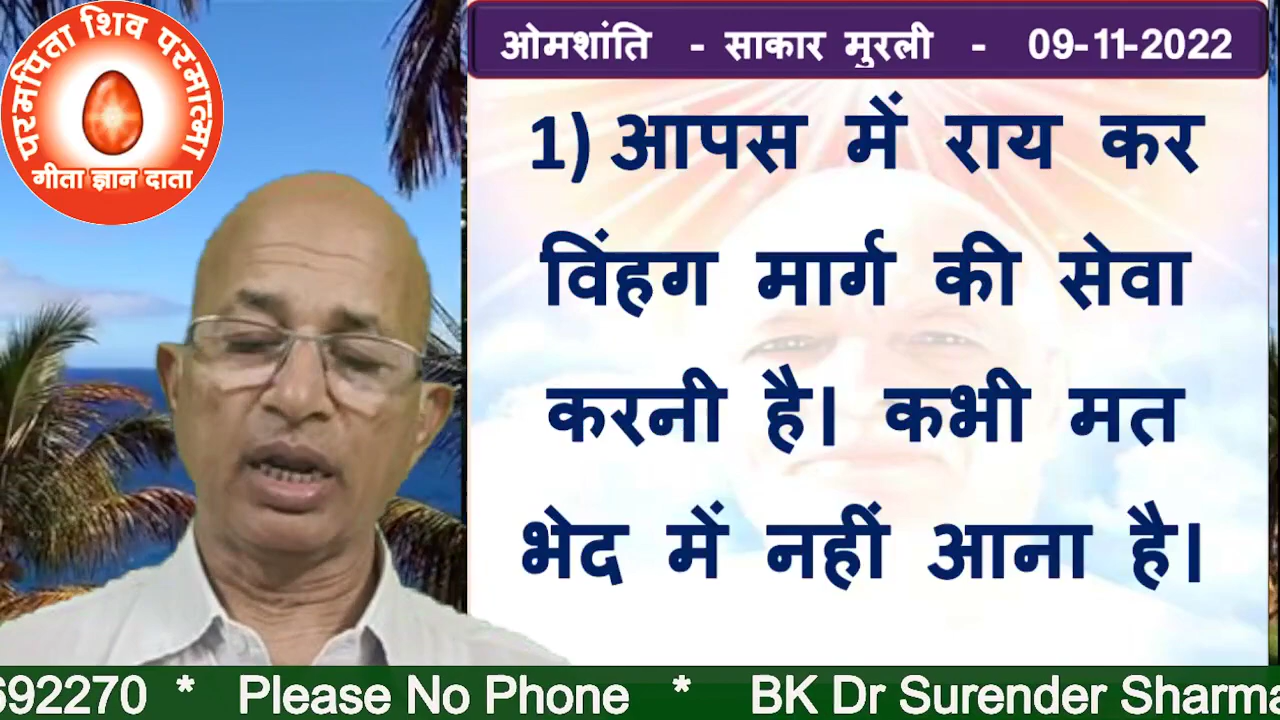 परमपिता शिव परमात्मा
गीता ज्ञान दाता
ओमशांति - साकार मुरली - 09-11-2022
1) आपस में राय कर
विंहग मार्ग की सेवा
करनी है। कभी मत
भेद में नहीं आना है।
692270 * Please No Phone * BK Dr Surender Sharma